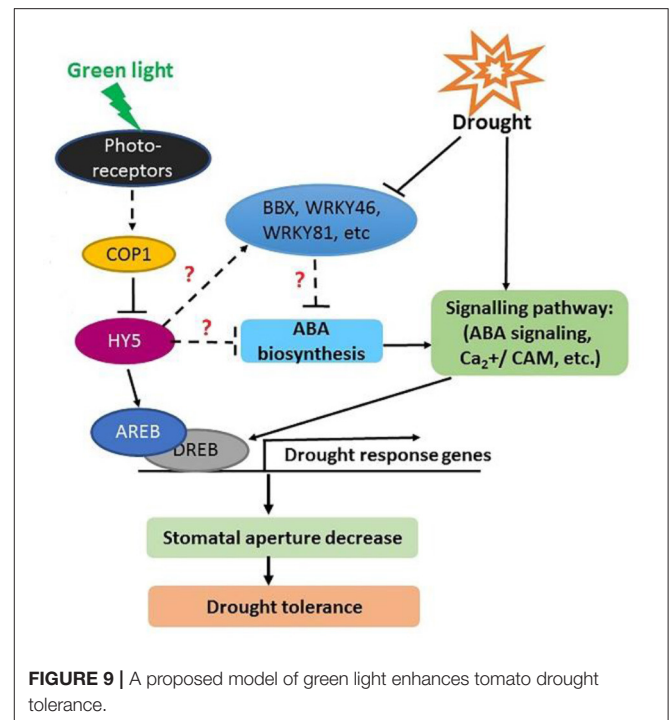 Green light
Drought
Photo-
receptors
BBX, WRKY46,
WRKY81, etc
COP1
?
?
?
HY5
ABA
biosynthesis
Signalling pathway:
(ABA signaling,
Ca₂+/ CAM, etc.)
AREB
DREB
Drought response genes
Stomatal aperture decrease
Drought tolerance
FIGURE 9 | A proposed model of green light enhances tomato drought
tolerance.